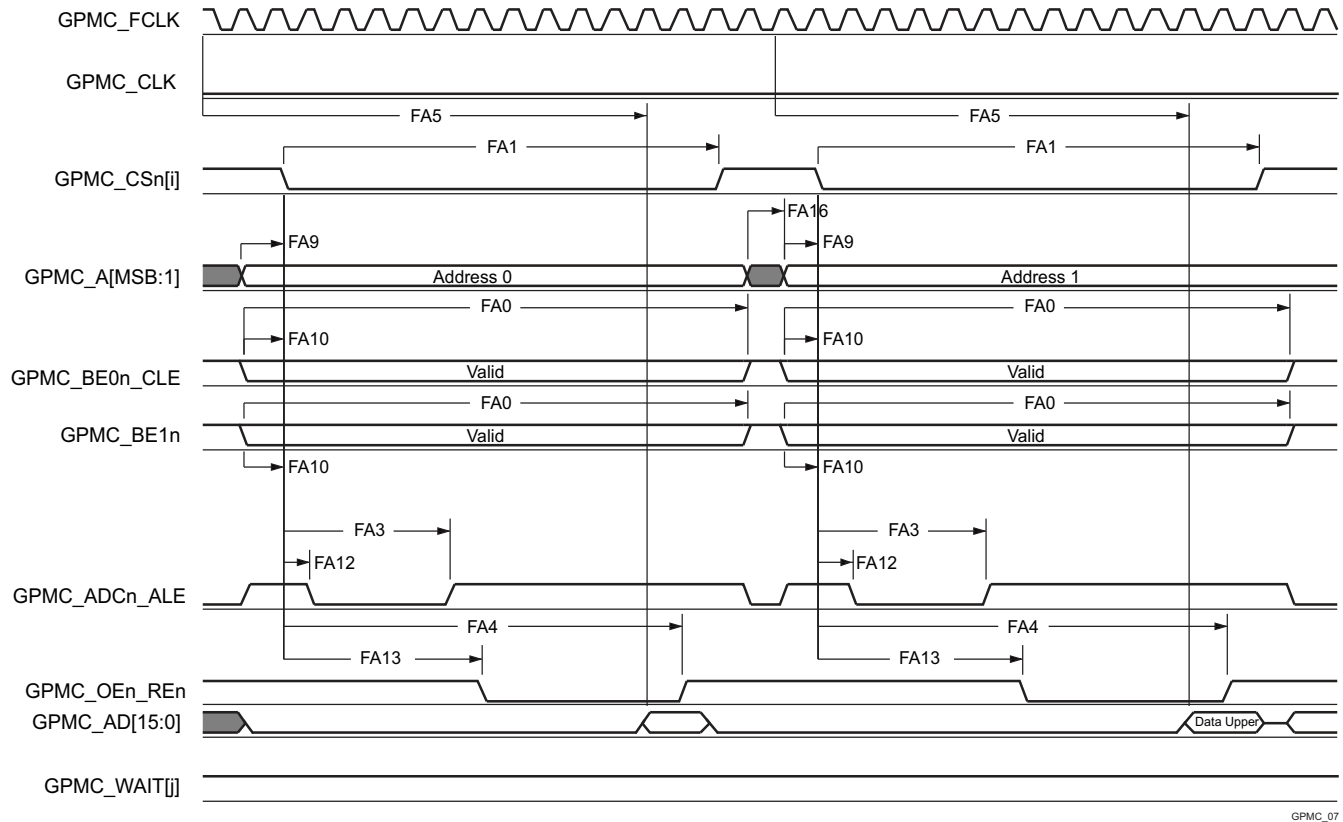 GPMC_FCLK
GPMC_CLK
FA5 FA5
FA1 FA1
GPMC_CSn[i]
FA16
FA9 FA9
GPMC_A[MSB:1] Address 0 Address 1
FA0 FA0
FA10 FA10
GPMC_BE0n_CLE Valid Valid
FA0 FA0
GPMC_BE1n Valid Valid
FA10 FA10
FA3 FA3
FA12 FA12
GPMC_ADCn_ALE
FA4 FA4
FA13 FA13
GPMC_OEn_REn
GPMC_AD[15:0] Data Upper
GPMC_WAIT[j]
GPMC_07